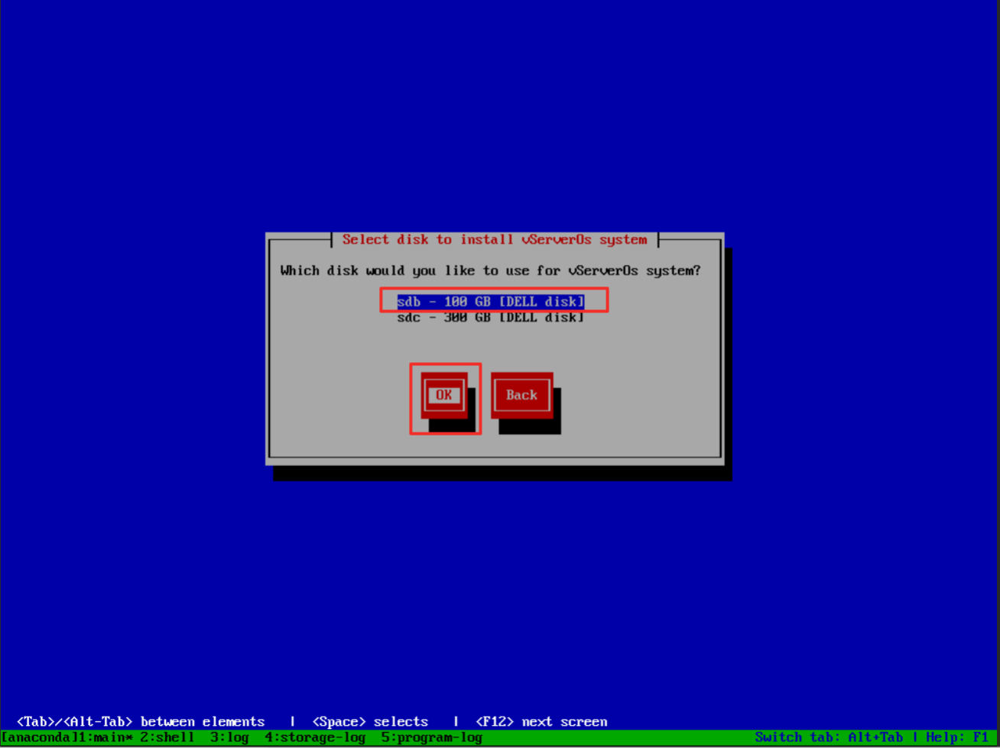 Select disk to install vServerOs system
Which disk would you like to use for vServerOs system?
sdb - 100 GB [DELL disk]
sdc - 300 GB [DELL disk]
OK Back
<Tab>/<Alt-Tab> between elements | <Space> selects | <F12> next screen
[anaconda]1:main* 2:shell 3:log 4:storage-log 5:program-log Switch tab: Alt+Tab | Help: F1